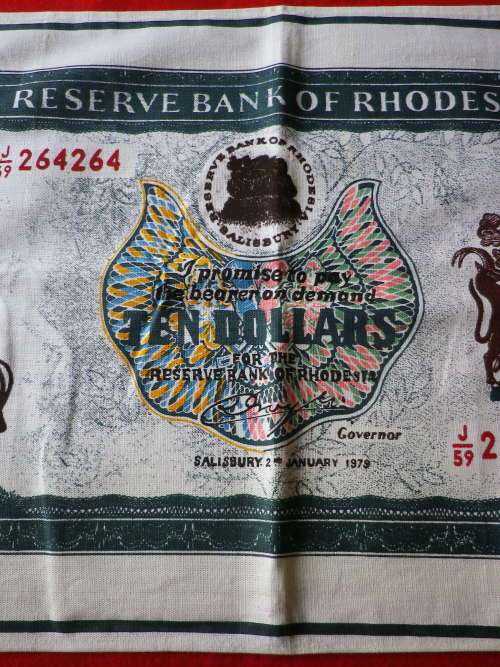 RESERVE BANK OF RHODES
J/59 264264
RESERVE BANK OF RHODESIA
SALISBURY
I promise to pay
the bearer on demand
TEN DOLLARS
FOR THE
RESERVE BANK OF RHODESIA
Governor
SALISBURY 2ND JANUARY 1979
J/59 2